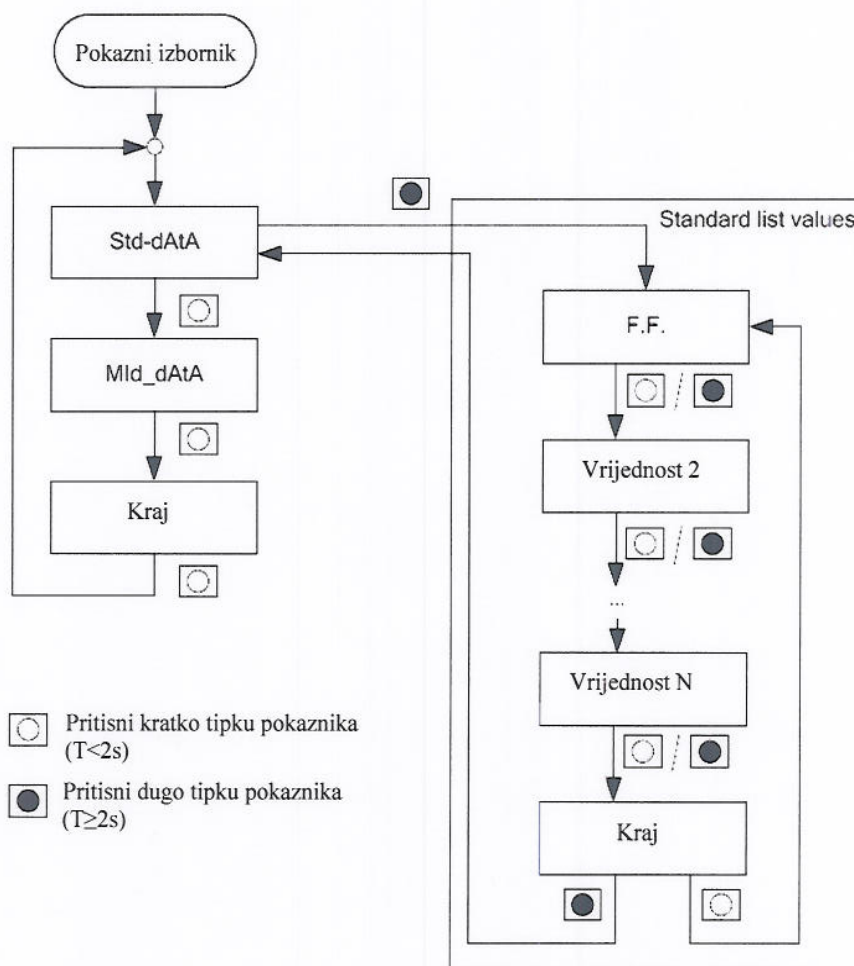 Pokazni izbornik
Std-dAtA
MId_dAtA
Kraj
Standard list values
F.F.
/
Vrijednost 2
/
...
Vrijednost N
/
Kraj
Pritisni kratko tipku pokaznika
(T<2s)
Pritisni dugo tipku pokaznika
(T≥2s)